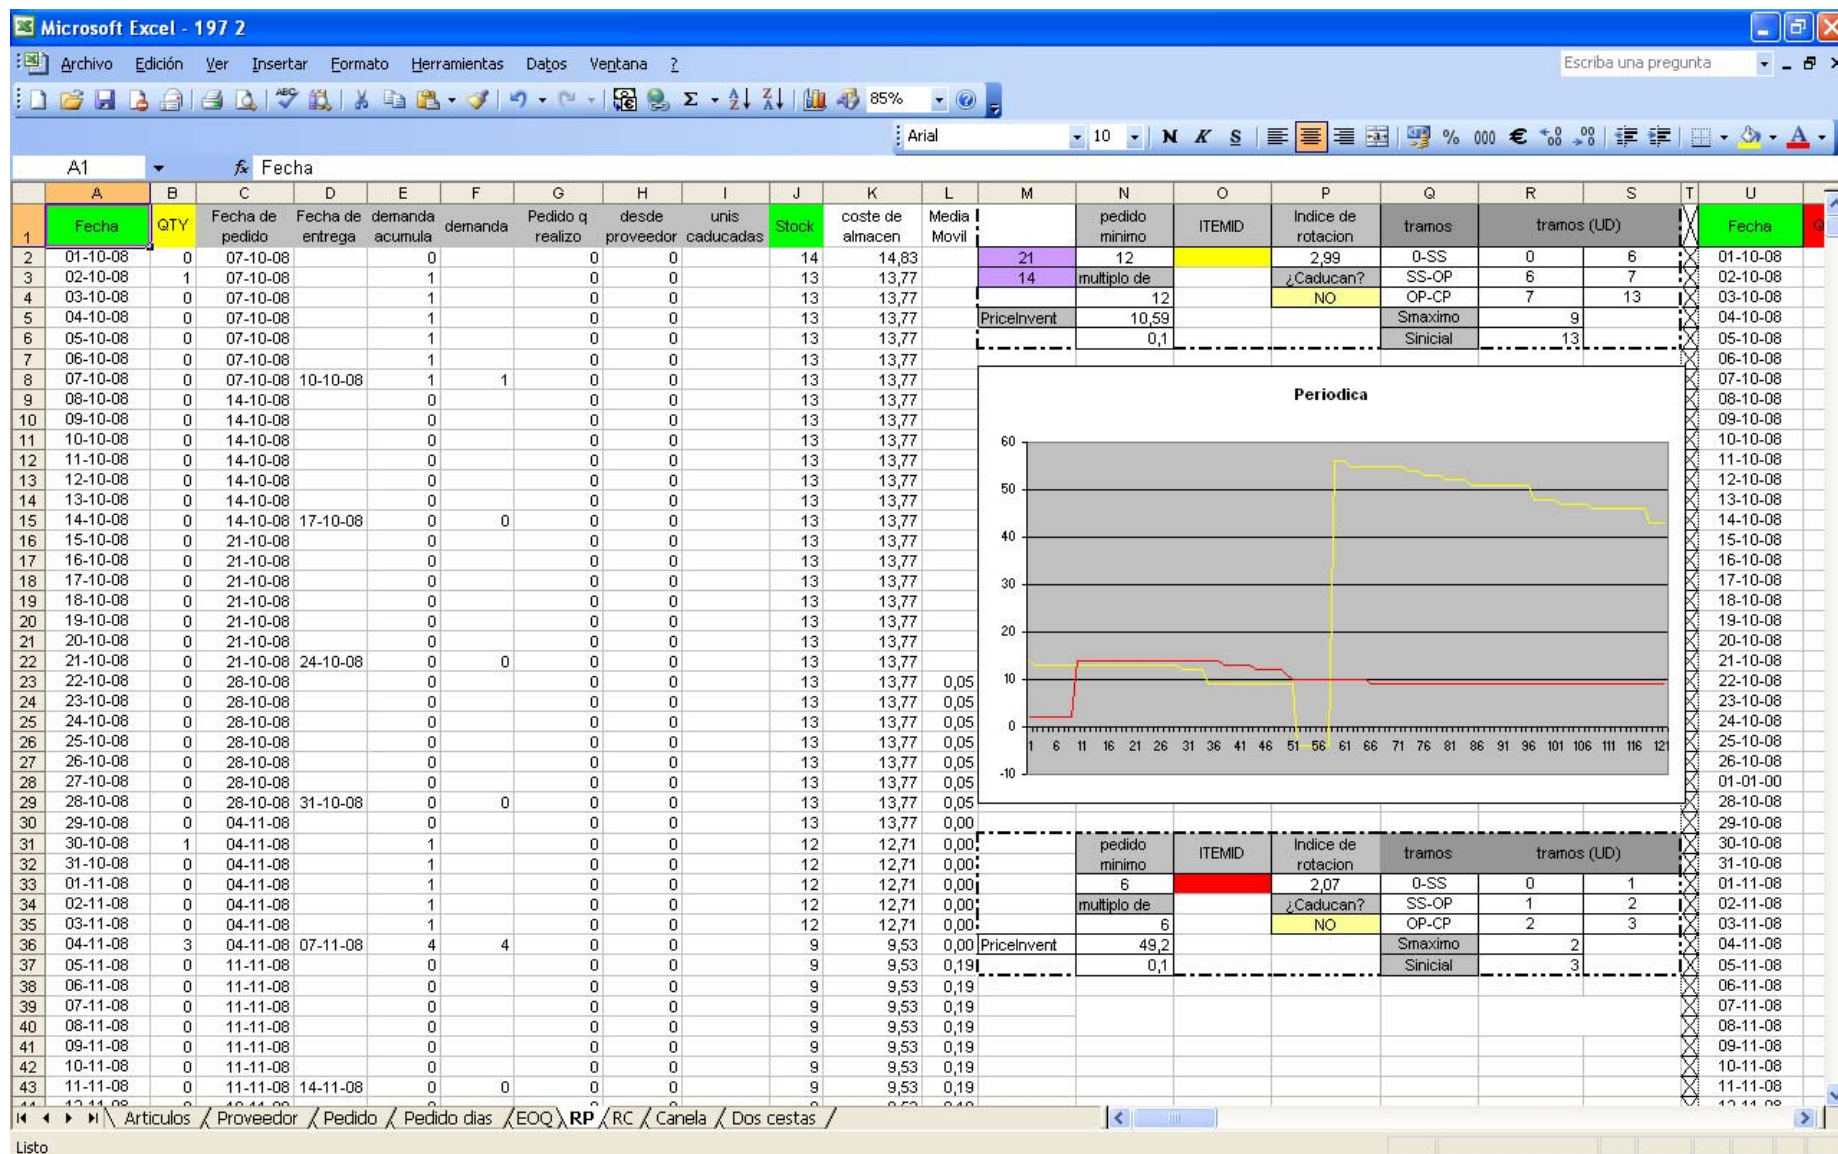 Microsoft Excel - 197 2
Archivo Edición Ver Insertar Formato Herramientas Datos Ventana ? Escriba una pregunta
85%
Arial 10 N K S % 000 €
A1 fx Fecha
A B C D E F G H I J K L M N O P Q R S T U
1 Fecha QTY Fecha de pedido Fecha de entrega demanda acumula demanda Pedido q realizo desde proveedor unis caducadas Stock coste de almacen Media Movil pedido minimo ITEMID Indice de rotacion tramos tramos (UD) Fecha
2 01-10-08 0 07-10-08 0 0 0 14 14,83 21 12 2,99 0-SS 0 6 01-10-08
3 02-10-08 1 07-10-08 1 0 0 13 13,77 14 multiplo de ¿Caducan? SS-OP 6 7 02-10-08
4 03-10-08 0 07-10-08 1 0 0 13 13,77 12 NO OP-CP 7 13 03-10-08
5 04-10-08 0 07-10-08 1 0 0 13 13,77 PriceInvent 10,59 Smaximo 9 04-10-08
6 05-10-08 0 07-10-08 1 0 0 13 13,77 0,1 Sinicial 13 05-10-08
7 06-10-08 0 07-10-08 1 0 0 13 13,77 06-10-08
8 07-10-08 0 07-10-08 10-10-08 1 1 0 0 13 13,77 07-10-08
9 08-10-08 0 14-10-08 0 0 0 13 13,77 08-10-08
10 09-10-08 0 14-10-08 0 0 0 13 13,77 09-10-08
11 10-10-08 0 14-10-08 0 0 0 13 13,77 10-10-08
12 11-10-08 0 14-10-08 0 0 0 13 13,77 11-10-08
13 12-10-08 0 14-10-08 0 0 0 13 13,77 12-10-08
14 13-10-08 0 14-10-08 0 0 0 13 13,77 13-10-08
15 14-10-08 0 14-10-08 17-10-08 0 0 0 0 13 13,77 14-10-08
16 15-10-08 0 21-10-08 0 0 0 13 13,77 15-10-08
17 16-10-08 0 21-10-08 0 0 0 13 13,77 16-10-08
18 17-10-08 0 21-10-08 0 0 0 13 13,77 17-10-08
19 18-10-08 0 21-10-08 0 0 0 13 13,77 18-10-08
20 19-10-08 0 21-10-08 0 0 0 13 13,77 19-10-08
21 20-10-08 0 21-10-08 0 0 0 13 13,77 20-10-08
22 21-10-08 0 21-10-08 24-10-08 0 0 0 0 13 13,77 21-10-08
23 22-10-08 0 28-10-08 0 0 0 13 13,77 0,05 22-10-08
24 23-10-08 0 28-10-08 0 0 0 13 13,77 0,05 23-10-08
25 24-10-08 0 28-10-08 0 0 0 13 13,77 0,05 24-10-08
26 25-10-08 0 28-10-08 0 0 0 13 13,77 0,05 25-10-08
27 26-10-08 0 28-10-08 0 0 0 13 13,77 0,05 26-10-08
28 27-10-08 0 28-10-08 0 0 0 13 13,77 0,05 01-01-00
29 28-10-08 0 28-10-08 31-10-08 0 0 0 0 13 13,77 0,05 28-10-08
30 29-10-08 0 04-11-08 0 0 0 13 13,77 0,00 29-10-08
31 30-10-08 1 04-11-08 1 0 0 12 12,71 0,00 pedido ITEMID Indice de tramos tramos (UD) 30-10-08
32 31-10-08 0 04-11-08 1 0 0 12 12,71 0,00 minimo rotacion 31-10-08
33 01-11-08 0 04-11-08 1 0 0 12 12,71 0,00 6 2,07 0-SS 0 1 01-11-08
34 02-11-08 0 04-11-08 1 0 0 12 12,71 0,00 multiplo de ¿Caducan? SS-OP 1 2 02-11-08
35 03-11-08 0 04-11-08 1 0 0 12 12,71 0,00 6 NO OP-CP 2 3 03-11-08
36 04-11-08 3 04-11-08 07-11-08 4 4 0 0 9 9,53 0,00 PriceInvent 49,2 Smaximo 2 04-11-08
37 05-11-08 0 11-11-08 0 0 0 9 9,53 0,19 0,1 Sinicial 3 05-11-08
38 06-11-08 0 11-11-08 0 0 0 9 9,53 0,19 06-11-08
39 07-11-08 0 11-11-08 0 0 0 9 9,53 0,19 07-11-08
40 08-11-08 0 11-11-08 0 0 0 9 9,53 0,19 08-11-08
41 09-11-08 0 11-11-08 0 0 0 9 9,53 0,19 09-11-08
42 10-11-08 0 11-11-08 0 0 0 9 9,53 0,19 10-11-08
43 11-11-08 0 11-11-08 14-11-08 0 0 0 0 9 9,53 0,19 11-11-08
Periodica
60
50
40
30
20
10
0
1 6 11 16 21 26 31 36 41 46 51 56 61 66 71 76 81 86 91 96 101 106 111 116 121
-10
Articulos Proveedor Pedido Pedido dias EOQ RP RC Canela Dos cestas
Listo